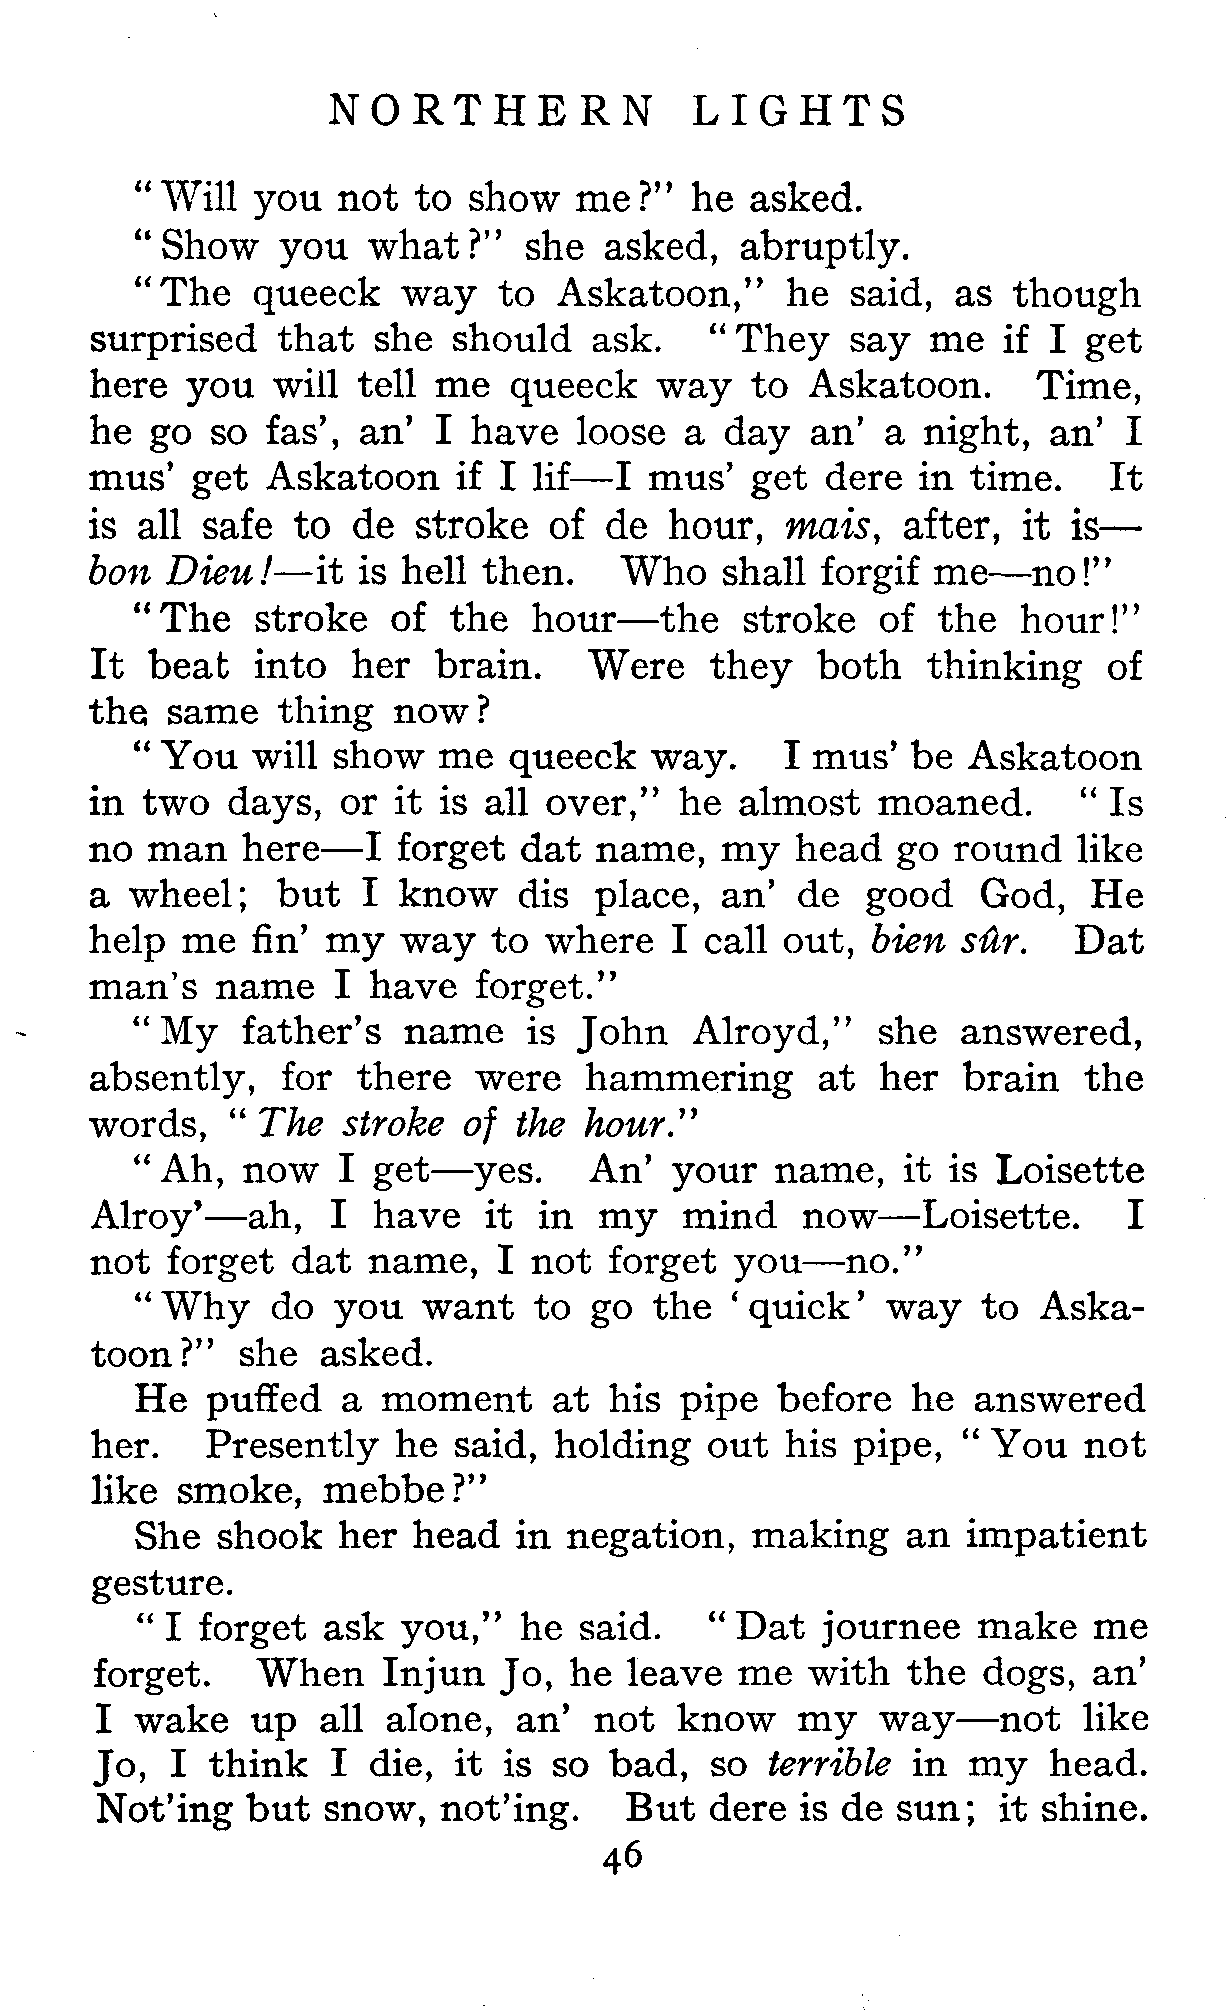 NORTHERN LIGHTS
"Will you not to show me?" he asked.
"Show you what?" she asked, abruptly.
"The queeck way to Askatoon," he said, as though
surprised that she should ask. "They say me if I get
here you will tell me queeck way to Askatoon. Time,
he go so fas', an' I have loose a day an' a night, an' I
mus' get Askatoon if I lif—I mus' get dere in time. It
is all safe to de stroke of de hour, mais, after, it is—
bon Dieu!—it is hell then. Who shall forgif me—no!"
"The stroke of the hour—the stroke of the hour!"
It beat into her brain. Were they both thinking of
the same thing now?
"You will show me queeck way. I mus' be Askatoon
in two days, or it is all over," he almost moaned. "Is
no man here—I forget dat name, my head go round like
a wheel; but I know dis place, an' de good God, He
help me fin' my way to where I call out, bien sûr. Dat
man's name I have forget."
"My father's name is John Alroyd," she answered,
absently, for there were hammering at her brain the
words, "The stroke of the hour."
"Ah, now I get—yes. An' your name, it is Loisette
Alroy'—ah, I have it in my mind now—Loisette. I
not forget dat name, I not forget you—no."
"Why do you want to go the 'quick' way to Aska-
toon?" she asked.
He puffed a moment at his pipe before he answered
her. Presently he said, holding out his pipe, "You not
like smoke, mebbe?"
She shook her head in negation, making an impatient
gesture.
"I forget ask you," he said. "Dat journee make me
forget. When Injun Jo, he leave me with the dogs, an'
I wake up all alone, an' not know my way—not like
Jo, I think I die, it is so bad, so terrible in my head.
Not'ing but snow, not'ing. But dere is de sun; it shine.
46